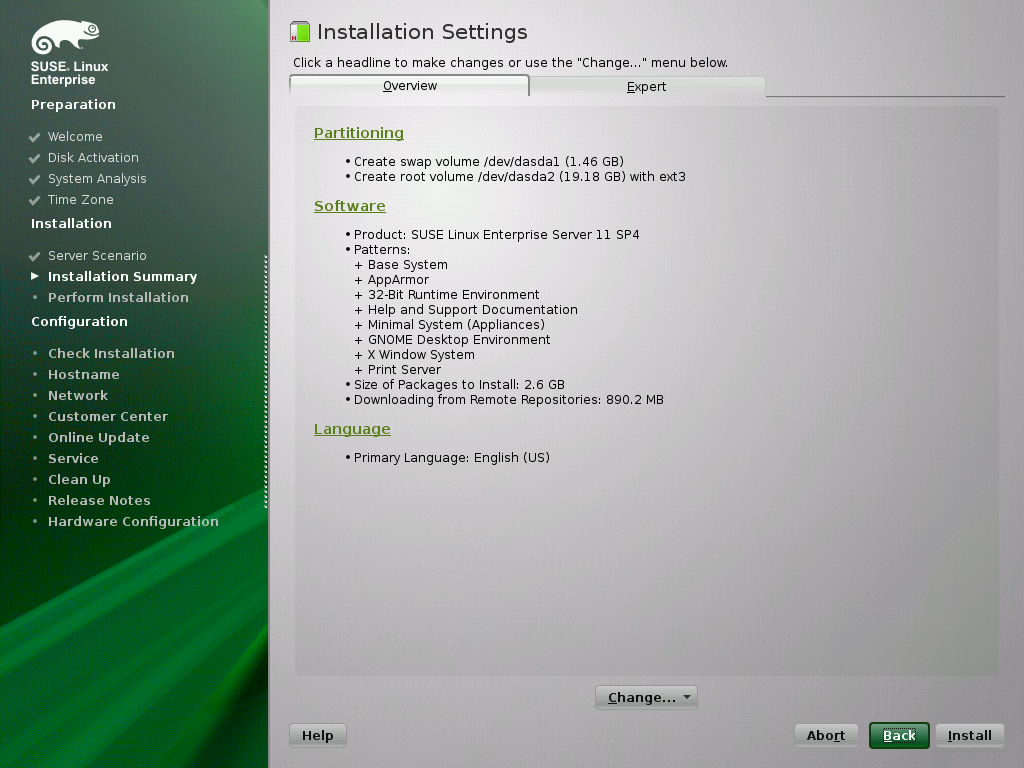 SUSE. Linux
Enterprise
Preparation
Welcome
Disk Activation
System Analysis
Time Zone
Installation
Server Scenario
Installation Summary
Perform Installation
Configuration
Check Installation
Hostname
Network
Customer Center
Online Update
Service
Clean Up
Release Notes
Hardware Configuration
Installation Settings
Click a headline to make changes or use the "Change..." menu below.
Overview
Expert
Partitioning
• Create swap volume /dev/dasda1 (1.46 GB)
• Create root volume /dev/dasda2 (19.18 GB) with ext3
Software
• Product: SUSE Linux Enterprise Server 11 SP4
• Patterns:
+ Base System
+ AppArmor
+ 32-Bit Runtime Environment
+ Help and Support Documentation
+ Minimal System (Appliances)
+ GNOME Desktop Environment
+ X Window System
+ Print Server
• Size of Packages to Install: 2.6 GB
• Downloading from Remote Repositories: 890.2 MB
Language
• Primary Language: English (US)
Change...
Help
Abort
Back
Install